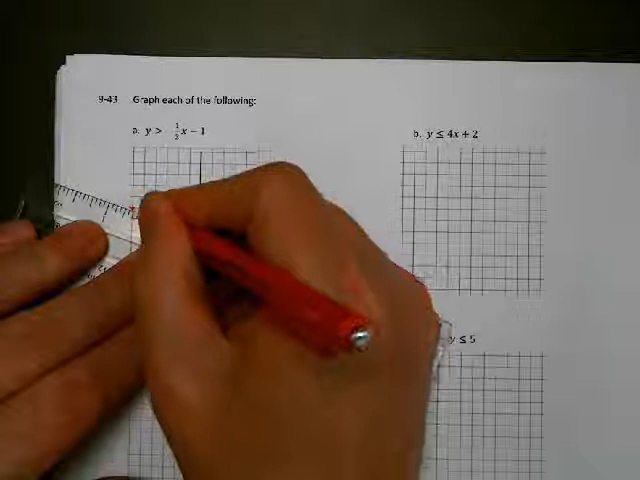 9-43 Graph each of the following:
a. y > -½x - 1
b. y ≤ 4x + 2
y ≤ 5